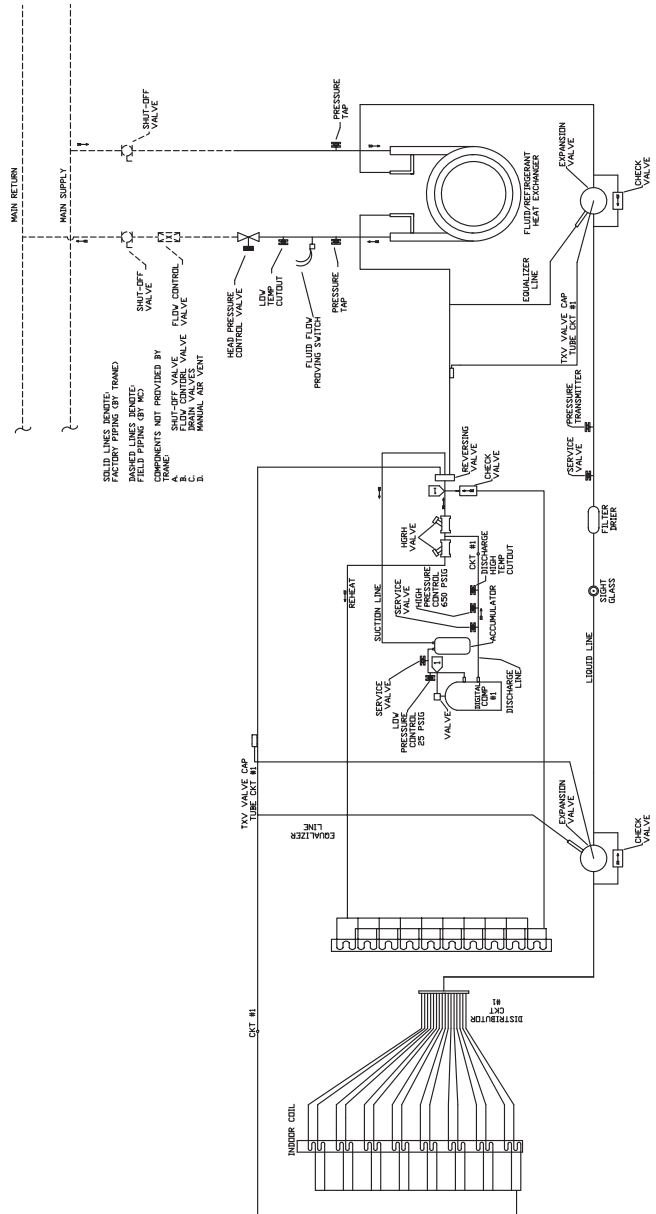 MAIN RETURN
MAIN SUPPLY
SHUT-OFF
VALVE
SHUT-OFF
VALVE
FLOW CONTROL
VALVE
SOLID LINES DENOTE:
FACTORY PIPING (BY TRANE)
DASHED LINES DENOTE:
FIELD PIPING (BY MC)
COMPONENTS NOT PROVIDED BY
TRANE:
A. SHUT-OFF VALVE
B. FLOW CONTORL VALVE
C. DRAIN VALVES
D. MANUAL AIR VENT
HEAD PRESSURE
CONTROL VALVE
LOW
TEMP
CUTOUT
FLUID FLOW
PROVING SWITCH
PRESSURE
TAP
PRESSURE
TAP
FLUID/REFIRGERANT
HEAT EXCHANGER
EQUALIZER
LINE
TXV VALVE CAP
TUBE CKT #1
EXPANSION
VALVE
CHECK
VALVE
PRESSURE
TRANSMITTER
SERVICE
VALVE
FILTER
DRIER
SIGHT
GLASS
LIQUID LINE
REHEAT
SUCTION LINE
HGRH
VALVE
REVERSING
VALVE
CHECK
VALVE
CKT #1
SERVICE
VALVE
HIGH
PRESSURE
CONTROL
650 PSIG
DISCHARGE
HIGH
TEMP
CUTOUT
ACCUMULATOR
DISCHARGE
LINE
SERVICE
VALVE
LOW
PRESSURE
CONTROL
25 PSIG
1
VALVE
DIGITAL
COMP
#1
TXV VALVE CAP
TUBE CKT #1
EQUALIZER
LINE
EXPANSION
VALVE
CHECK
VALVE
CKT #1
DISTRIBUTOR
CKT
#1
INDOOR COIL